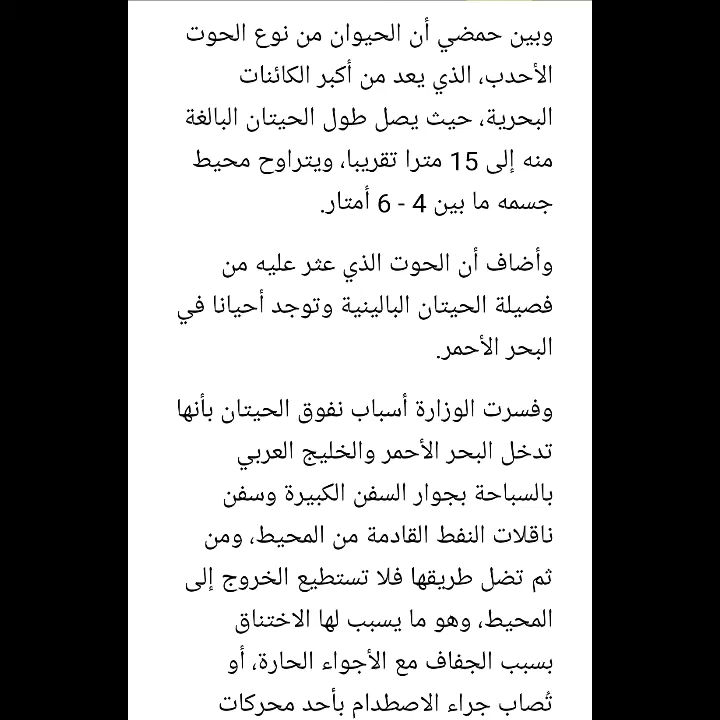 وبين حمضي أن الحيوان من نوع الحوت
الأحدب، الذي يعد من أكبر الكائنات
البحرية، حيث يصل طول الحيتان البالغة
منه إلى 15 مترا تقريبا، ويتراوح محيط
جسمه ما بين 4 - 6 أمتار.
وأضاف أن الحوت الذي عثر عليه من
فصيلة الحيتان البالينية وتوجد أحيانا في
البحر الأحمر.
وفسرت الوزارة أسباب نفوق الحيتان بأنها
تدخل البحر الأحمر والخليج العربي
بالسباحة بجوار السفن الكبيرة وسفن
ناقلات النفط القادمة من المحيط، ومن
ثم تضل طريقها فلا تستطيع الخروج إلى
المحيط، وهو ما يسبب لها الاختناق
بسبب الجفاف مع الأجواء الحارة، أو
تُصاب جراء الاصطدام بأحد محركات